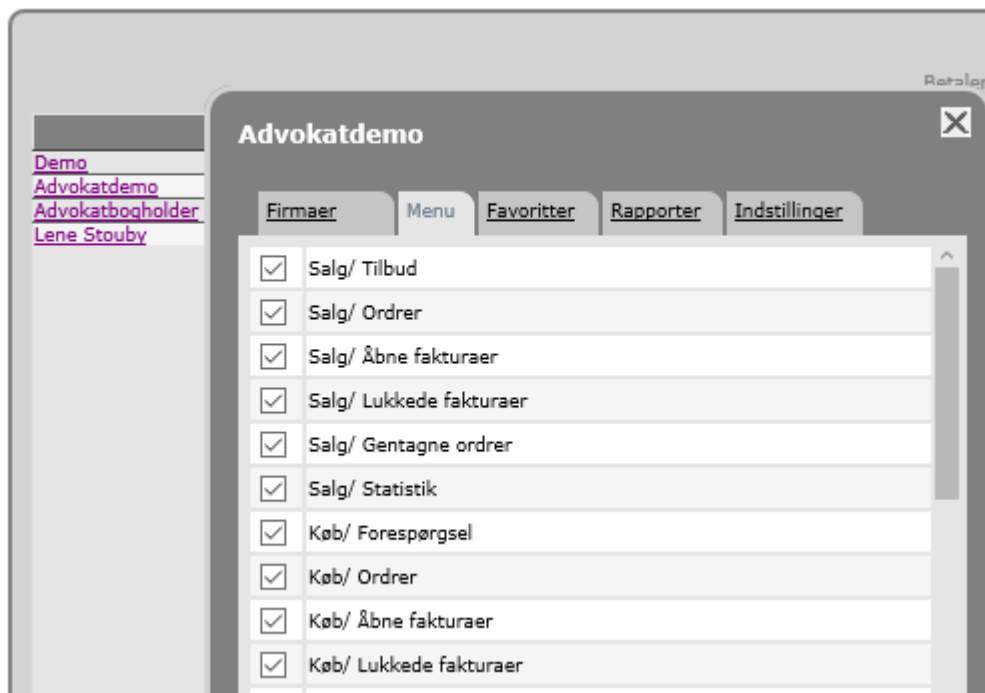 Betaler
Advokatdemo
Demo
Advokatdemo
Advokatbogholder
Lene Stouby
Firmaer Menu Favoritter Rapporter Indstillinger
Salg/ Tilbud
Salg/ Ordrer
Salg/ Åbne fakturaer
Salg/ Lukkede fakturaer
Salg/ Gentagne ordrer
Salg/ Statistik
Køb/ Forespørgsel
Køb/ Ordrer
Køb/ Åbne fakturaer
Køb/ Lukkede fakturaer